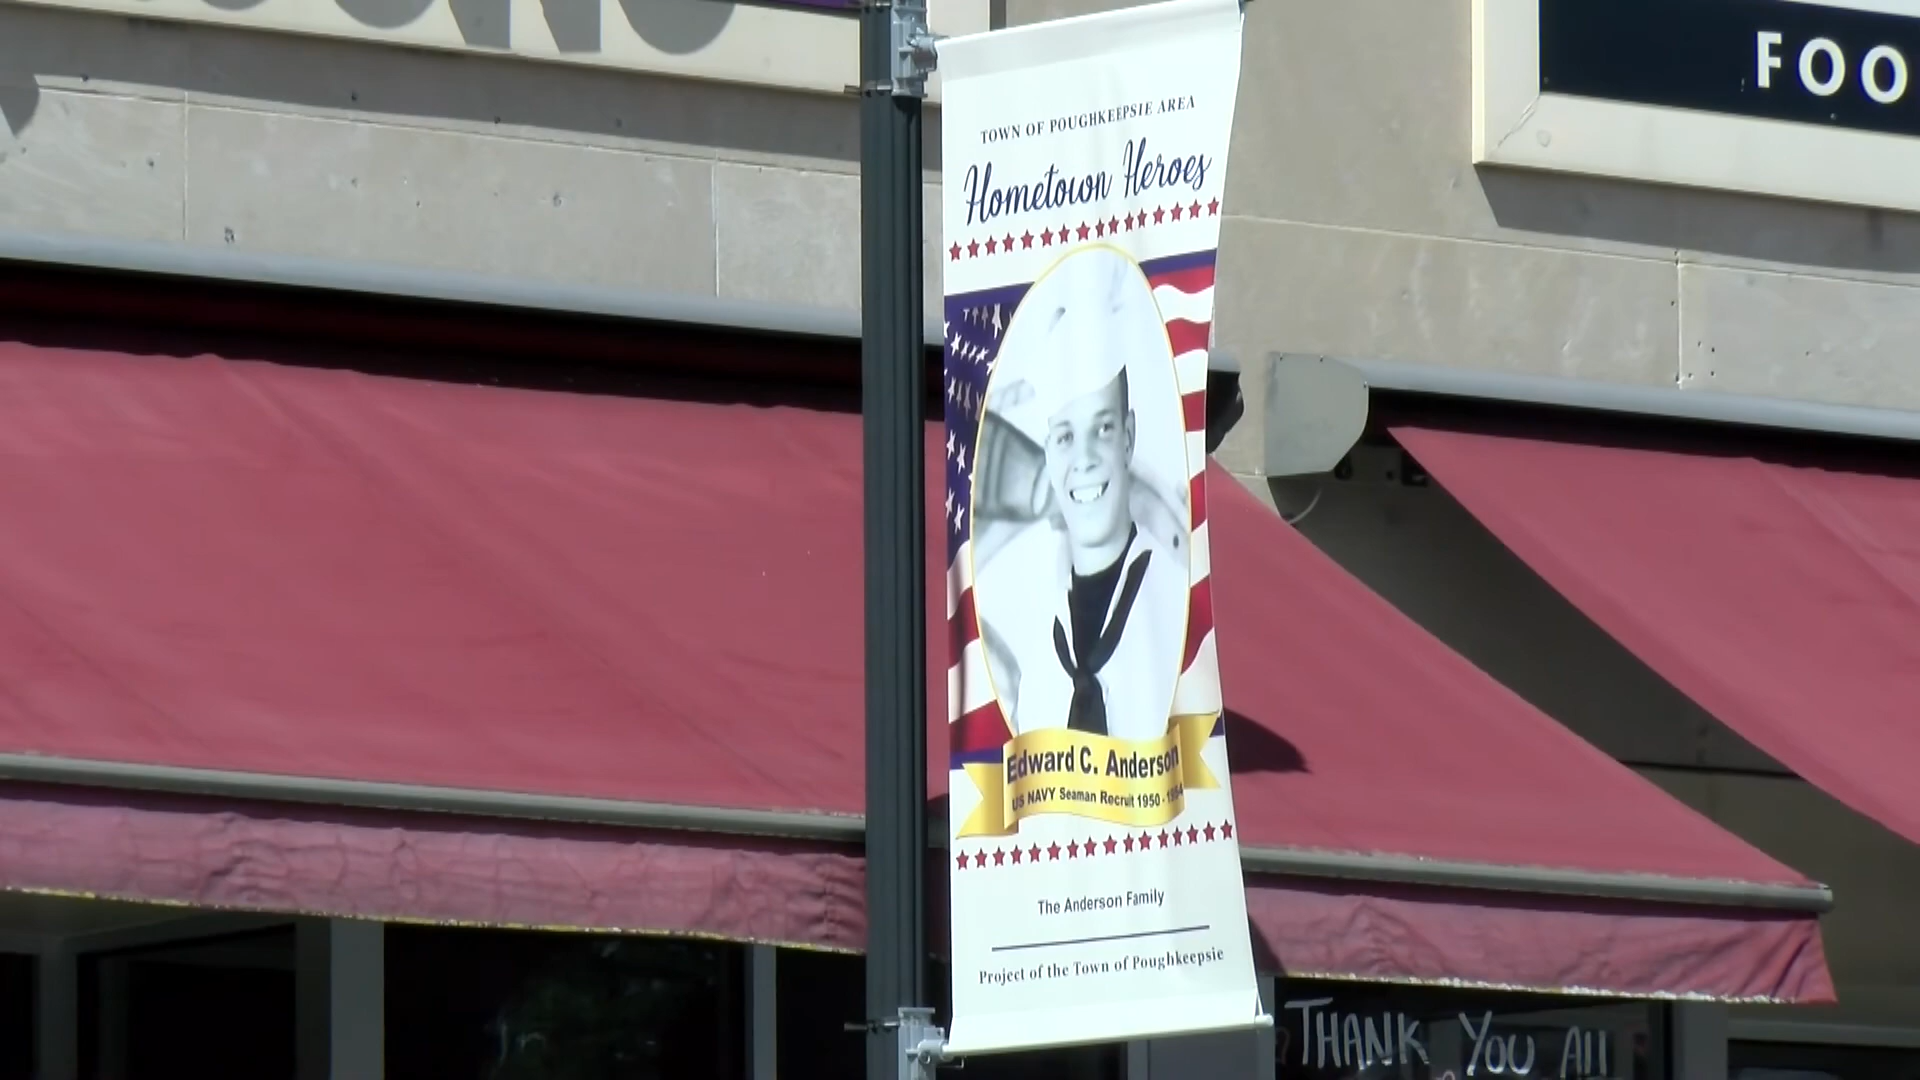 FOO
TOWN OF POUGHKEEPSIE AREA
Hometown Heroes
Edward C. Anderson
US NAVY Seaman Recruit 1950 - 1954
The Anderson Family
Project of the Town of Poughkeepsie
THANK YOU All